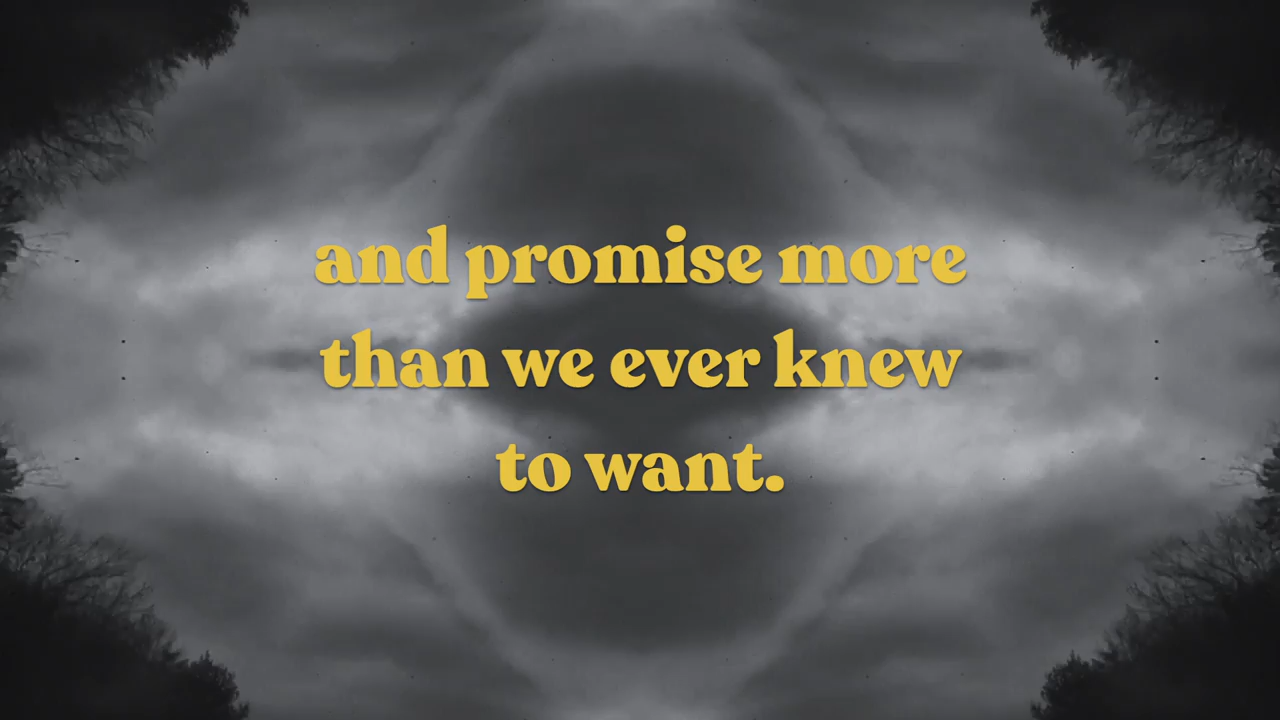 and promise more
than we ever knew
to want.